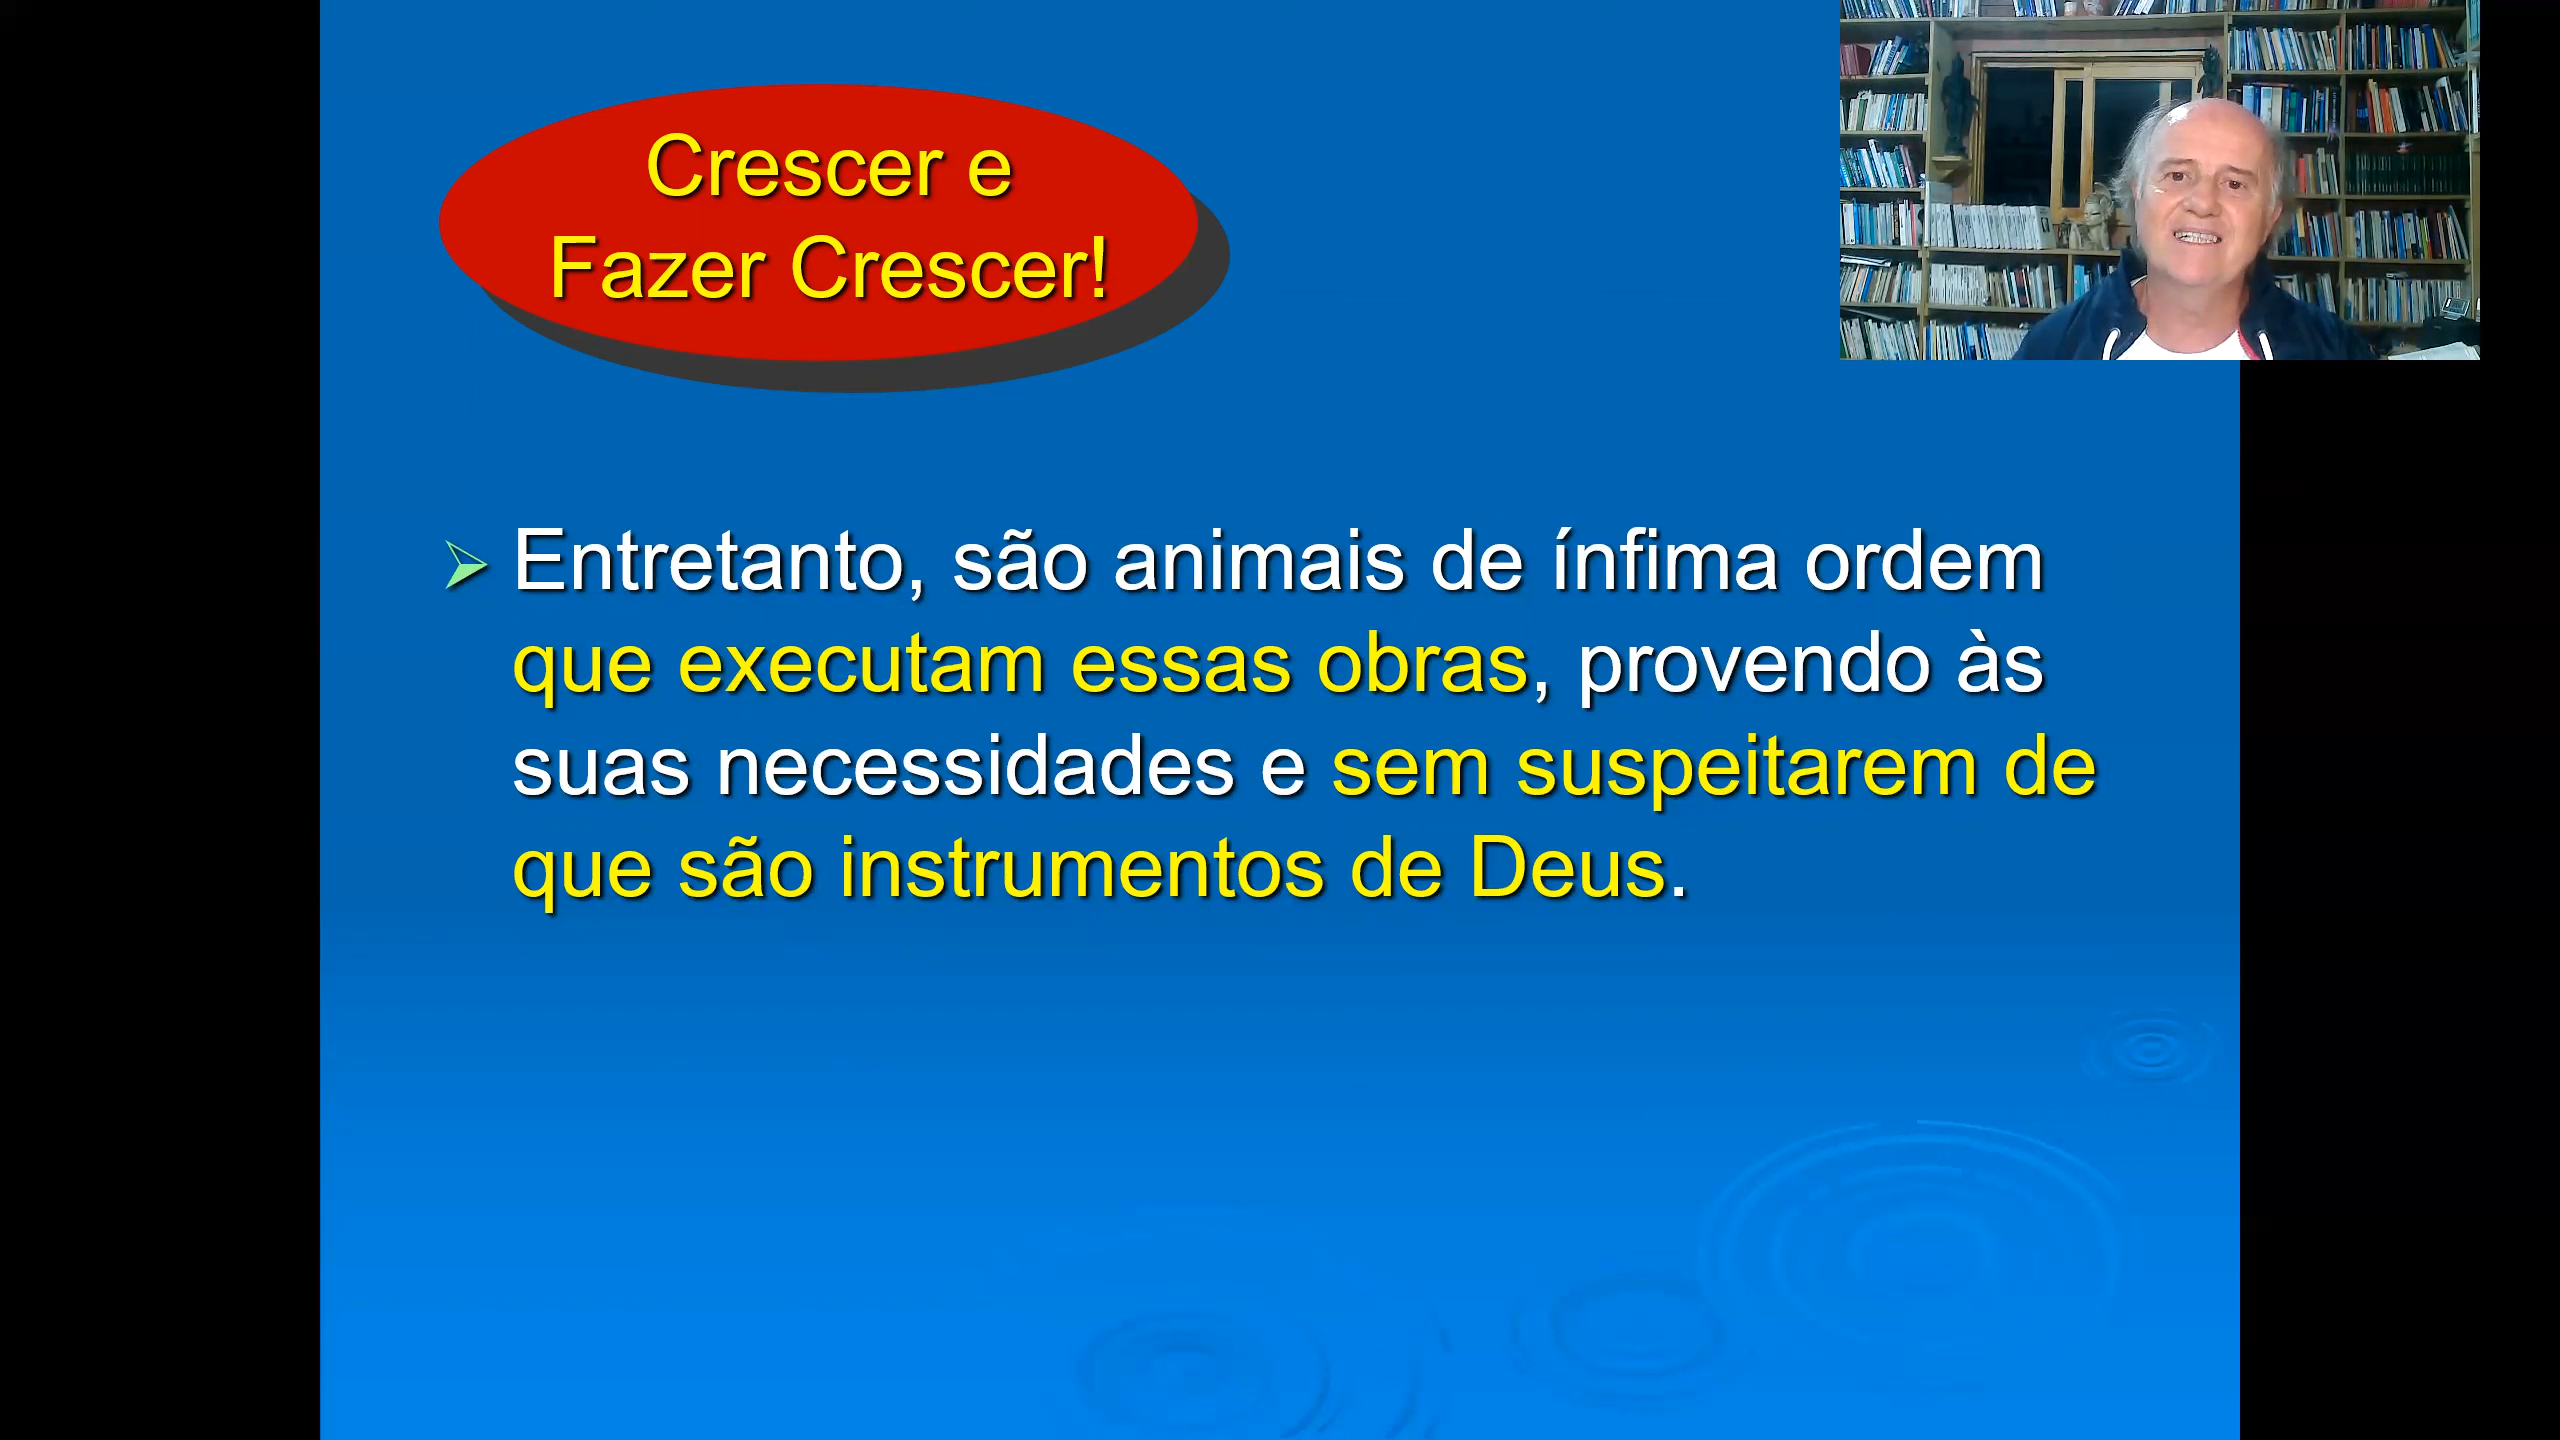 Crescer e
Fazer Crescer!
Entretanto, são animais de ínfima ordem
que executam essas obras, provendo às
suas necessidades e sem suspeitarem de
que são instrumentos de Deus.